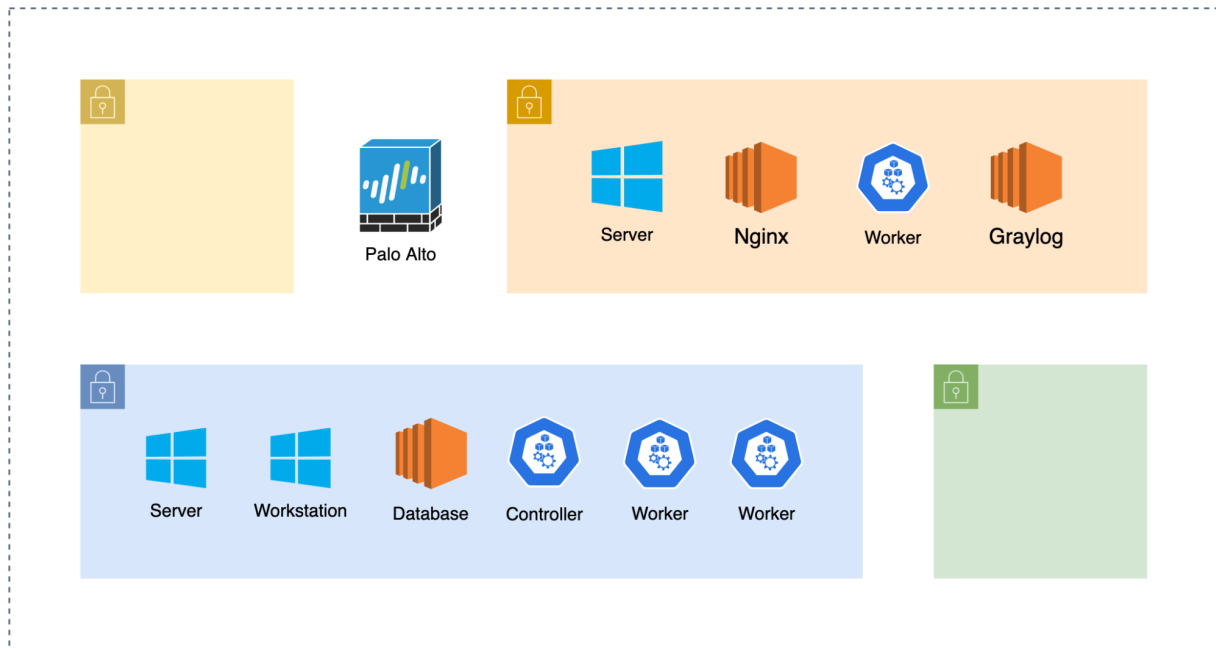 Palo Alto
Server
Nginx
Worker
Graylog
Server
Workstation
Database
Controller
Worker
Worker